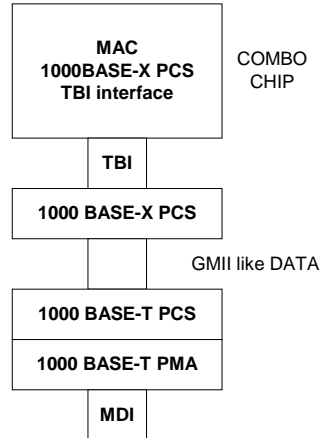 MAC
1000BASE-X PCS
TBI interface
COMBO
CHIP
TBI
1000 BASE-X PCS
GMII like DATA
1000 BASE-T PCS
1000 BASE-T PMA
MDI